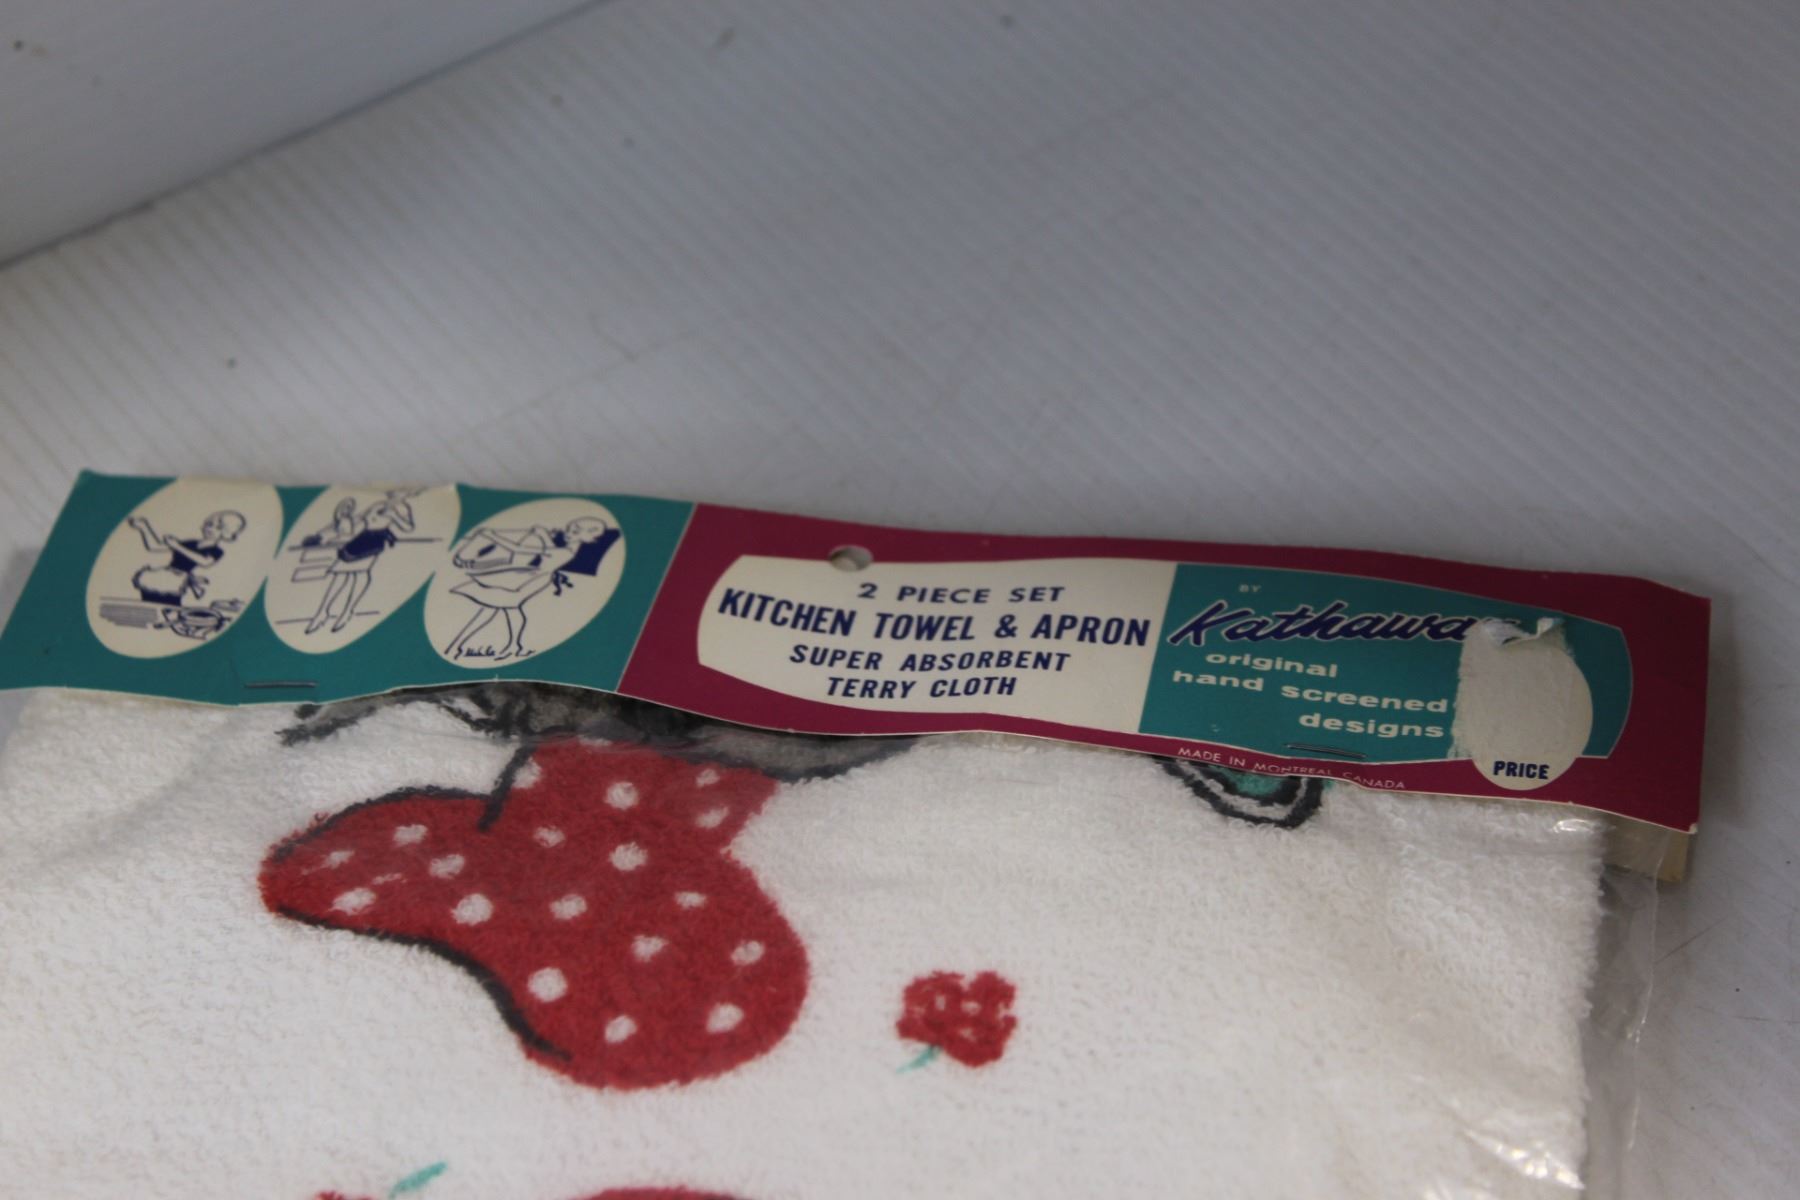 2 PIECE SET
KITCHEN TOWEL & APRON
SUPER ABSORBENT
TERRY CLOTH
BY
Kathaway
original
hand screened
designs
PRICE
MADE IN MONTREAL CANADA